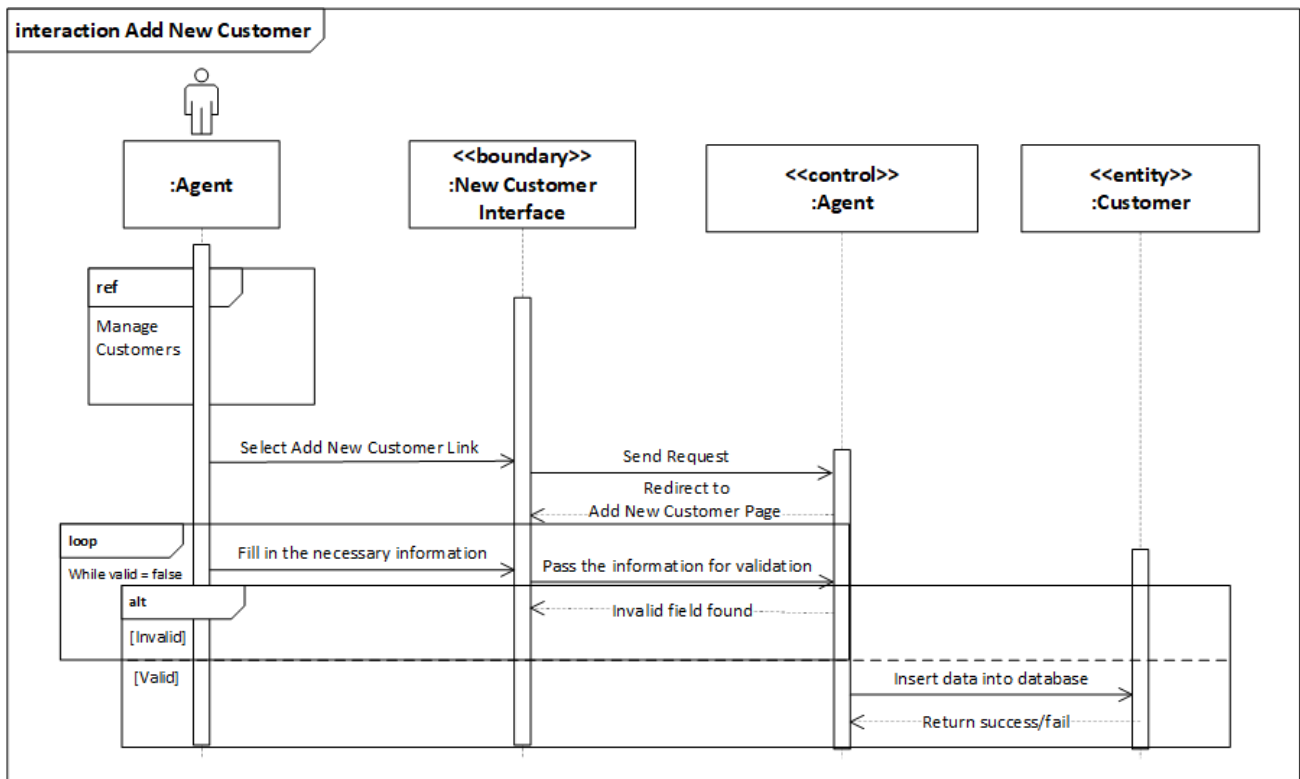 interaction Add New Customer
:Agent
<<boundary>>
:New Customer
Interface
<<control>>
:Agent
<<entity>>
:Customer
ref
Manage
Customers
Select Add New Customer Link
Send Request
Redirect to
Add New Customer Page
loop
While valid = false
Fill in the necessary information
Pass the information for validation
alt
Invalid field found
[Invalid]
[Valid]
Insert data into database
Return success/fail